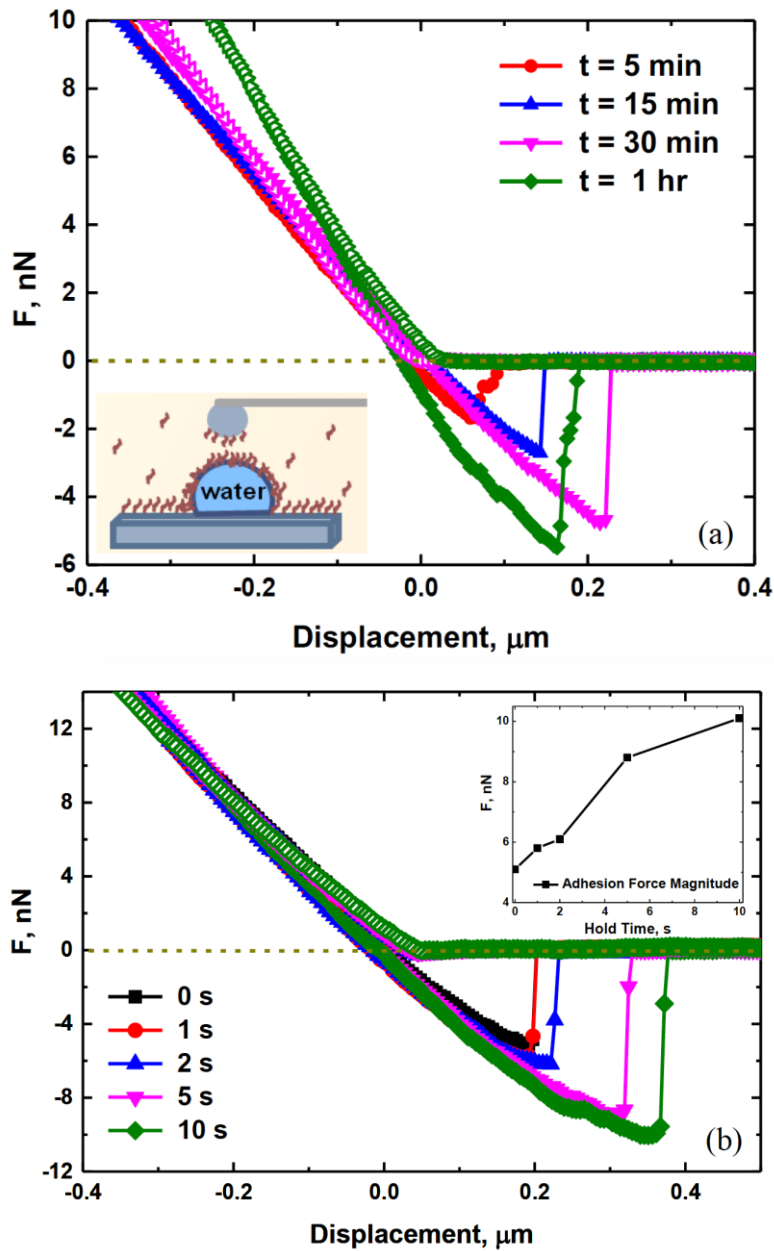 10
8
6
4
2
0
-2
-4
-6
F, nN
t = 5 min
t = 15 min
t = 30 min
t = 1 hr
water
(a)
-0.4 -0.2 0.0 0.2 0.4
Displacement, μm
12
8
4
0
-4
-8
-12
F, nN
10
8
6
4
F, nN
Adhesion Force Magnitude
0 2 4 6 8 10
Hold Time, s
0 s
1 s
2 s
5 s
10 s
(b)
-0.4 -0.2 0.0 0.2 0.4
Displacement, μm